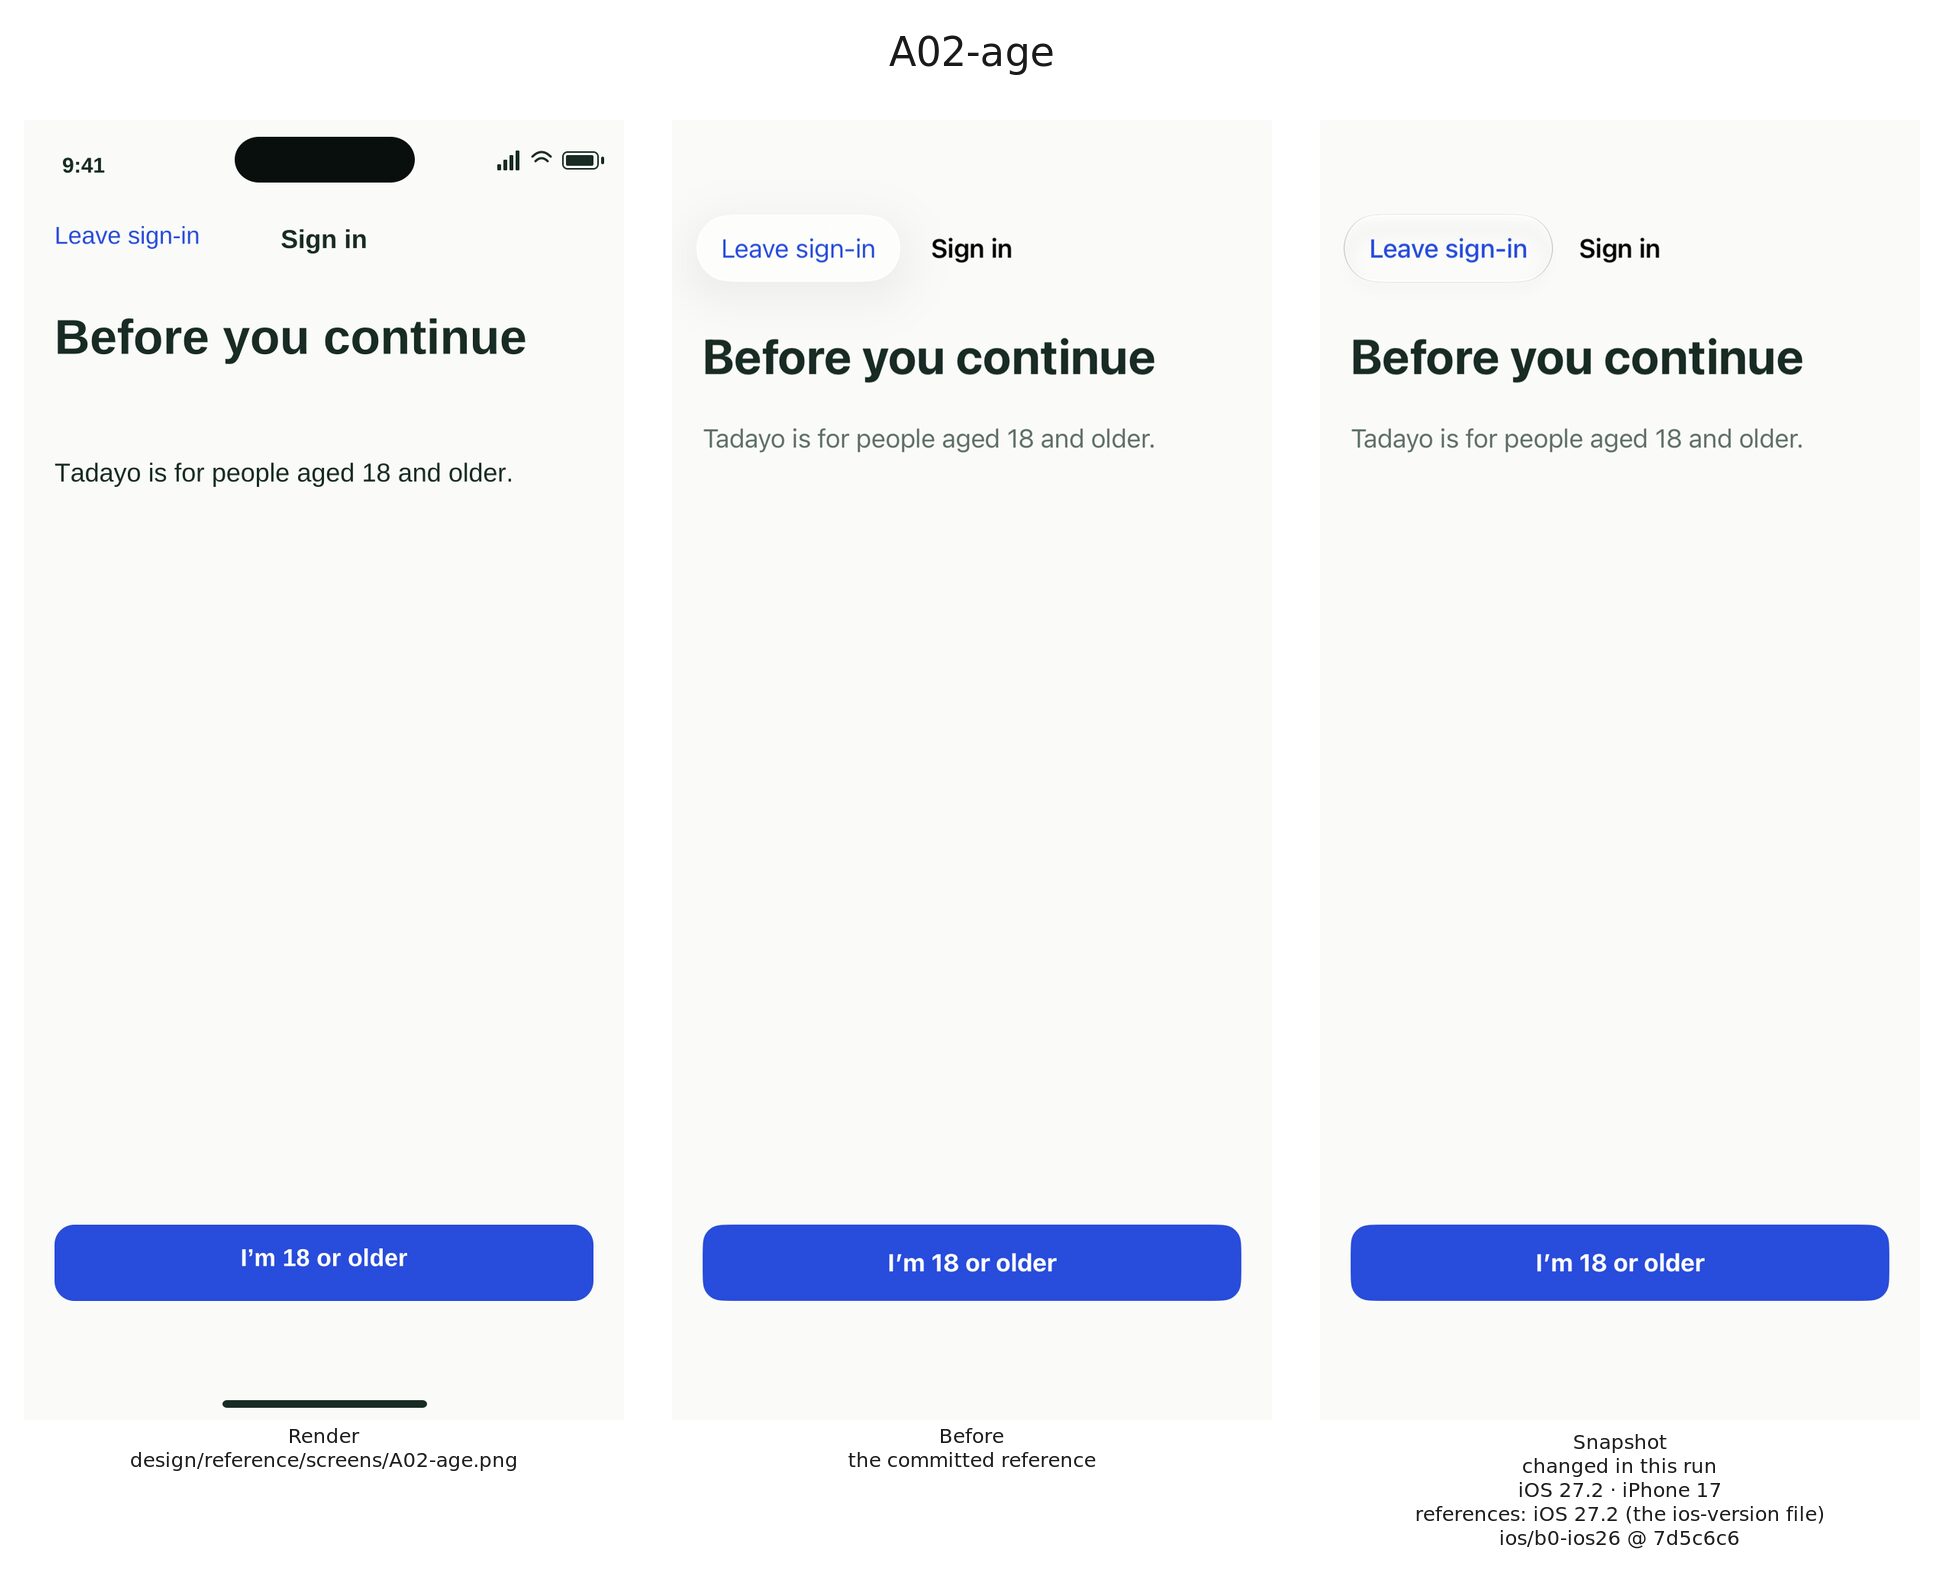 A02-age
9:41
Leave sign-in
Sign in
Before you continue
Tadayo is for people aged 18 and older.
I’m 18 or older
Render
design/reference/screens/A02-age.png
Leave sign-in
Sign in
Before you continue
Tadayo is for people aged 18 and older.
I’m 18 or older
Before
the committed reference
Leave sign-in
Sign in
Before you continue
Tadayo is for people aged 18 and older.
I’m 18 or older
Snapshot
changed in this run
iOS 27.2 · iPhone 17
references: iOS 27.2 (the ios-version file)
ios/b0-ios26 @ 7d5c6c6